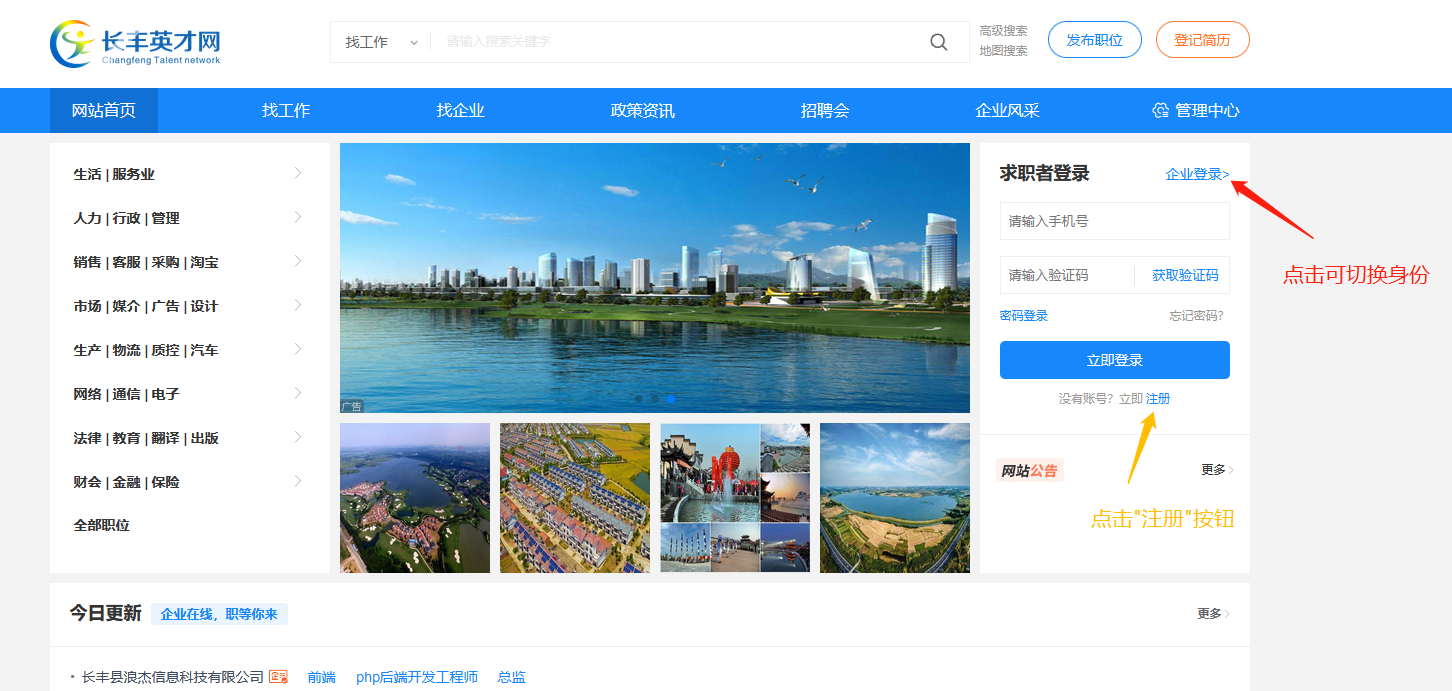 长丰英才网
Changfeng Talent network
找工作
请输入搜索关键字
高级搜索
地图搜索
发布职位
登记简历
网站首页
找工作
找企业
政策资讯
招聘会
企业风采
管理中心
生活 | 服务业
人力 | 行政 | 管理
销售 | 客服 | 采购 | 淘宝
市场 | 媒介 | 广告 | 设计
生产 | 物流 | 质控 | 汽车
网络 | 通信 | 电子
法律 | 教育 | 翻译 | 出版
财会 | 金融 | 保险
全部职位
广告
求职者登录
企业登录>
请输入手机号
请输入验证码
获取验证码
密码登录
忘记密码?
立即登录
没有账号？立即 注册
点击可切换身份
网站公告
更多
点击"注册"按钮
今日更新
企业在线，职等你来
更多
• 长丰县浪杰信息科技有限公司
前端
php后端开发工程师
总监